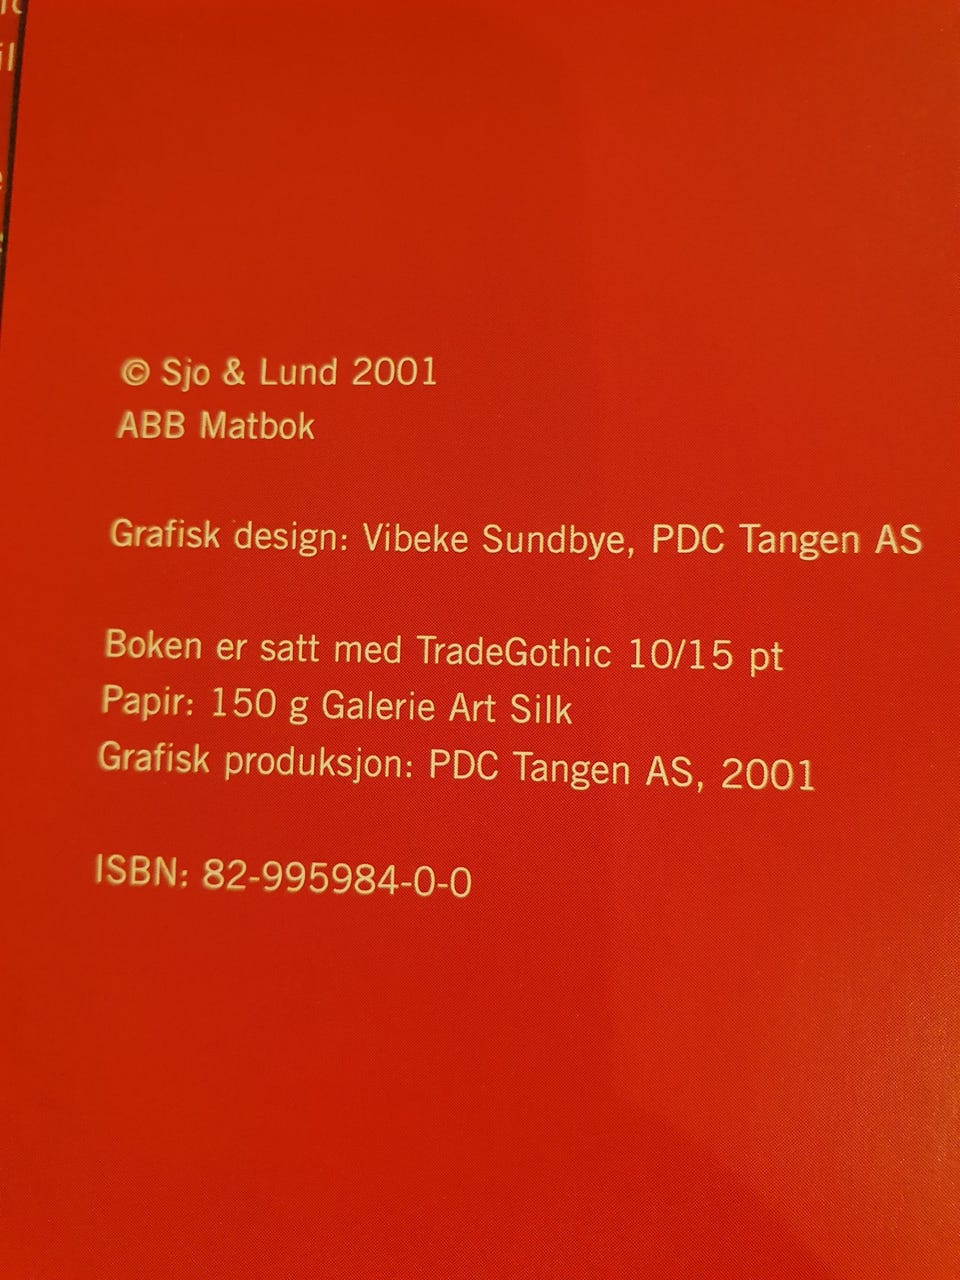 © Sjo & Lund 2001
ABB Matbok
Grafisk design: Vibeke Sundbye, PDC Tangen AS
Boken er satt med TradeGothic 10/15 pt
Papir: 150 g Galerie Art Silk
Grafisk produksjon: PDC Tangen AS, 2001
ISBN: 82-995984-0-0